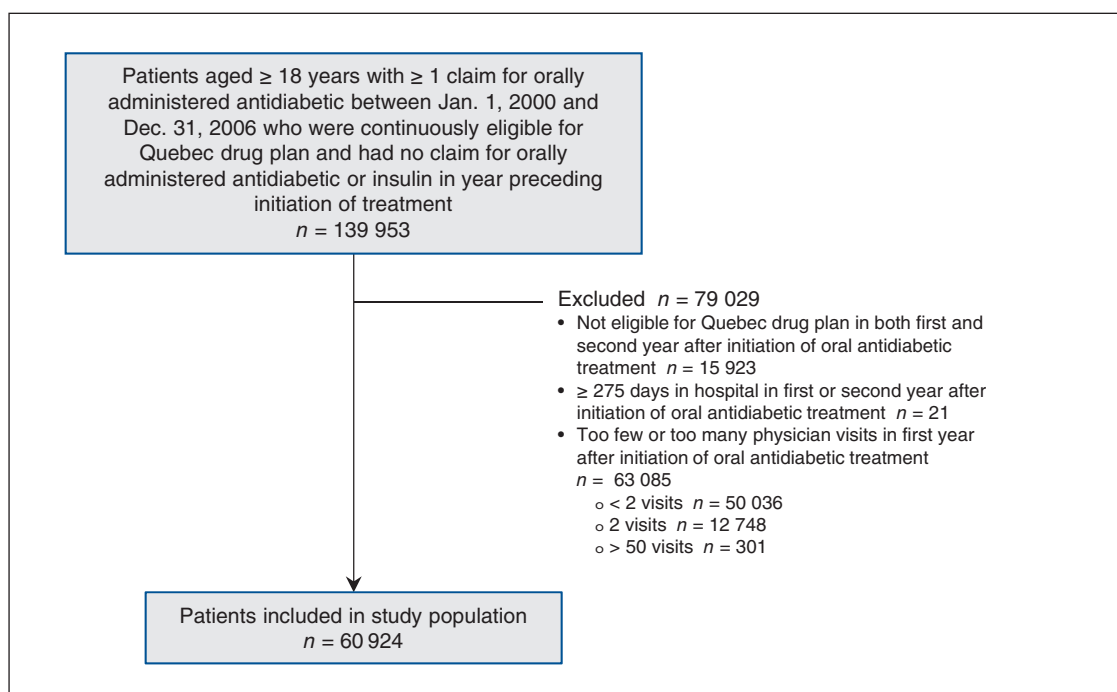 Patients aged ≥ 18 years with ≥ 1 claim for orally
administered antidiabetic between Jan. 1, 2000 and
Dec. 31, 2006 who were continuously eligible for
Quebec drug plan and had no claim for orally
administered antidiabetic or insulin in year preceding
initiation of treatment
n = 139 953
Excluded n = 79 029
• Not eligible for Quebec drug plan in both first and
second year after initiation of oral antidiabetic
treatment n = 15 923
• ≥ 275 days in hospital in first or second year after
initiation of oral antidiabetic treatment n = 21
• Too few or too many physician visits in first year
after initiation of oral antidiabetic treatment
n = 63 085
o < 2 visits n = 50 036
o 2 visits n = 12 748
o > 50 visits n = 301
Patients included in study population
n = 60 924